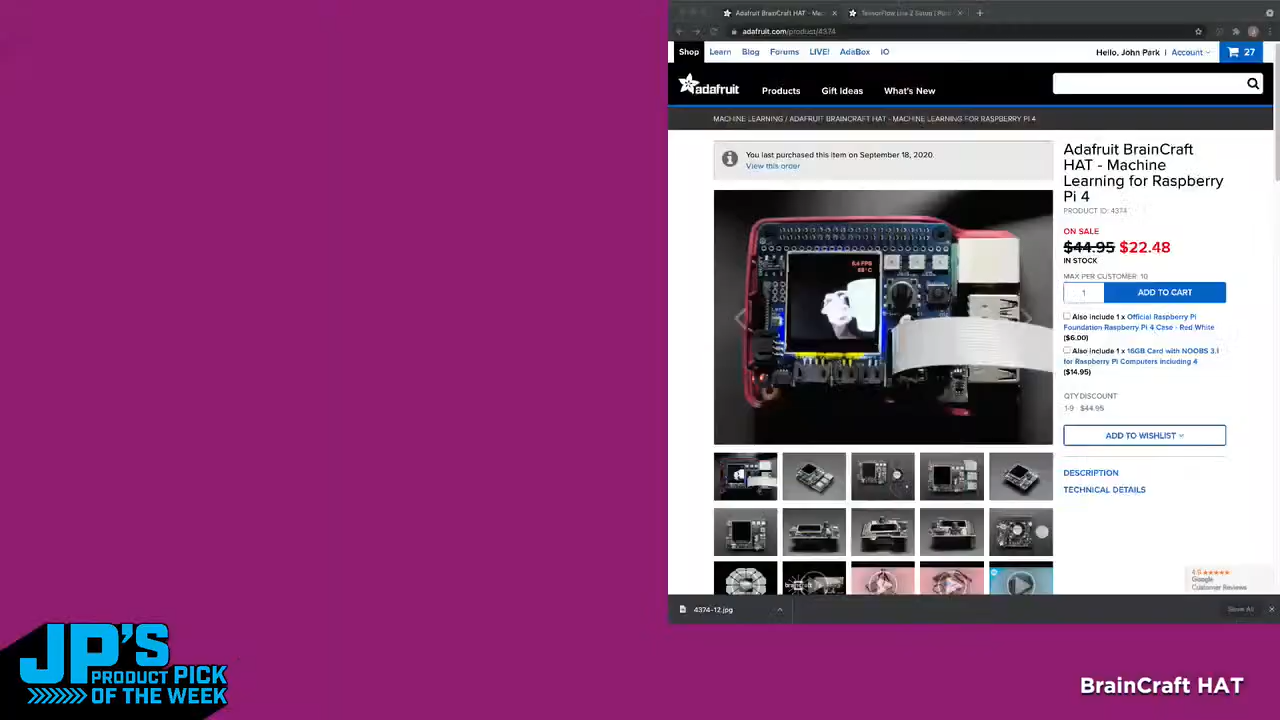 Adafruit BrainCraft HAT - Mac
TensorFlow Lite 2 Setup | Rasp
adafruit.com/product/4374
Shop Learn Blog Forums LIVE! AdaBox IO
Hello, John Park | Account 27
adafruit Products Gift Ideas What's New
MACHINE LEARNING / ADAFRUIT BRAINCRAFT HAT - MACHINE LEARNING FOR RASPBERRY PI 4
You last purchased this item on September 18, 2020.
View this order
Adafruit BrainCraft
HAT - Machine
Learning for Raspberry
Pi 4
PRODUCT ID: 4374
ON SALE
$44.95 $22.48
IN STOCK
MAX PER CUSTOMER: 10
1 ADD TO CART
Also include 1 x Official Raspberry Pi
Foundation Raspberry Pi 4 Case - Red White
($6.00)
Also include 1 x 16GB Card with NOOBS 3.1
for Raspberry Pi Computers including 4
($14.95)
QTY DISCOUNT
1-9 $44.95
ADD TO WISHLIST
DESCRIPTION
TECHNICAL DETAILS
braincraft
4.9
Google
Customer Reviews
4374-12.jpg
Show All
JP'S
PRODUCT PICK
OF THE WEEK
BrainCraft HAT